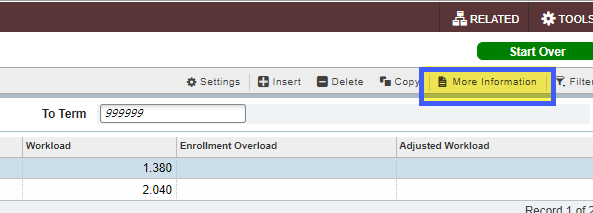 RELATED TOOLS
Start Over
Settings Insert Delete Copy More Information Filter
To Term 999999
Workload Enrollment Overload Adjusted Workload
1.380
2.040
Record 1 of 2